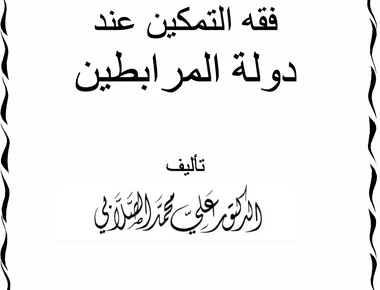 فقه التمكين عند
دولة المرابطين
تأليف
الدكتور علي محمد الصلابي